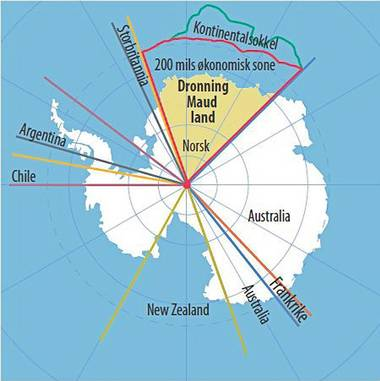 Kontinentalsokkel
Storbritannia
200 mils økonomisk sone
Dronning
Maud
land
Norsk
Argentina
Chile
Australia
Frankrike
Australia
New Zealand